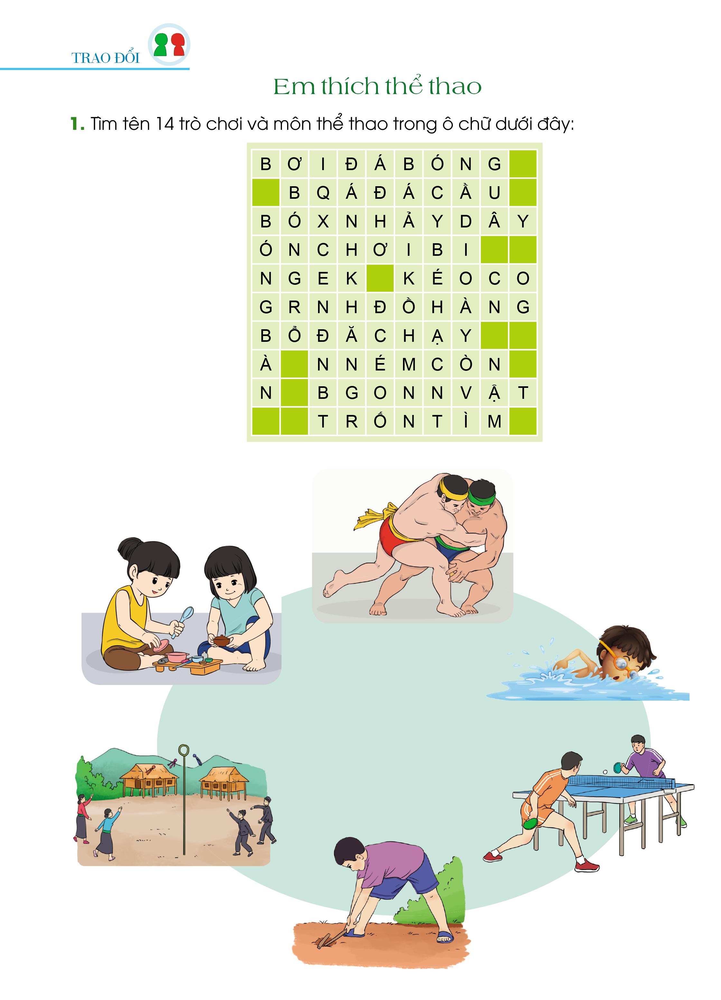 TRAO ĐỔI
Em thích thể thao
1. Tìm tên 14 trò chơi và môn thể thao trong ô chữ dưới đây:
B Ơ I Đ Á B Ó N G
B Q Á Đ Á C Ầ U
B Ó X N H Ả Y D Â Y
Ó N C H Ơ I B I
N G E K K É O C O
G R N H Đ Ồ H À N G
B Ổ Đ Ă C H Ạ Y
À N N É M C Ò N
N B G O N N V Ậ T
T R Ố N T Ì M